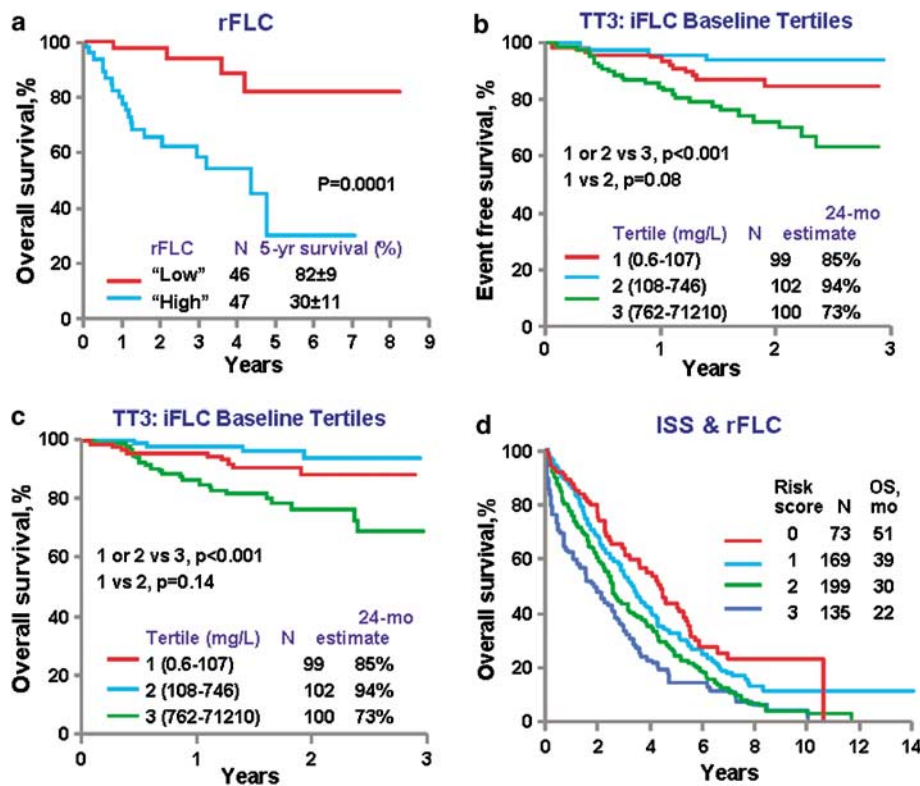 a
rFLC
Overall survival,%
100
80
60
40
20
0
P=0.0001
rFLC N 5-yr survival (%)
"Low" 46 82±9
"High" 47 30±11
0 1 2 3 4 5 6 7 8 9
Years
b
TT3: iFLC Baseline Tertiles
Event free survival, %
100
80
60
40
20
0
1 or 2 vs 3, p<0.001
1 vs 2, p=0.08
24-mo
Tertile (mg/L) N estimate
1 (0.6-107) 99 85%
2 (108-746) 102 94%
3 (762-71210) 100 73%
0 1 2 3
Years
c
TT3: iFLC Baseline Tertiles
Overall survival, %
100
80
60
40
20
0
1 or 2 vs 3, p<0.001
1 vs 2, p=0.14
24-mo
Tertile (mg/L) N estimate
1 (0.6-107) 99 85%
2 (108-746) 102 94%
3 (762-71210) 100 73%
0 1 2 3
Years
d
ISS & rFLC
Overall survival,%
100
80
60
40
20
0
Risk OS,
score N mo
0 73 51
1 169 39
2 199 30
3 135 22
0 2 4 6 8 10 12 14
Years